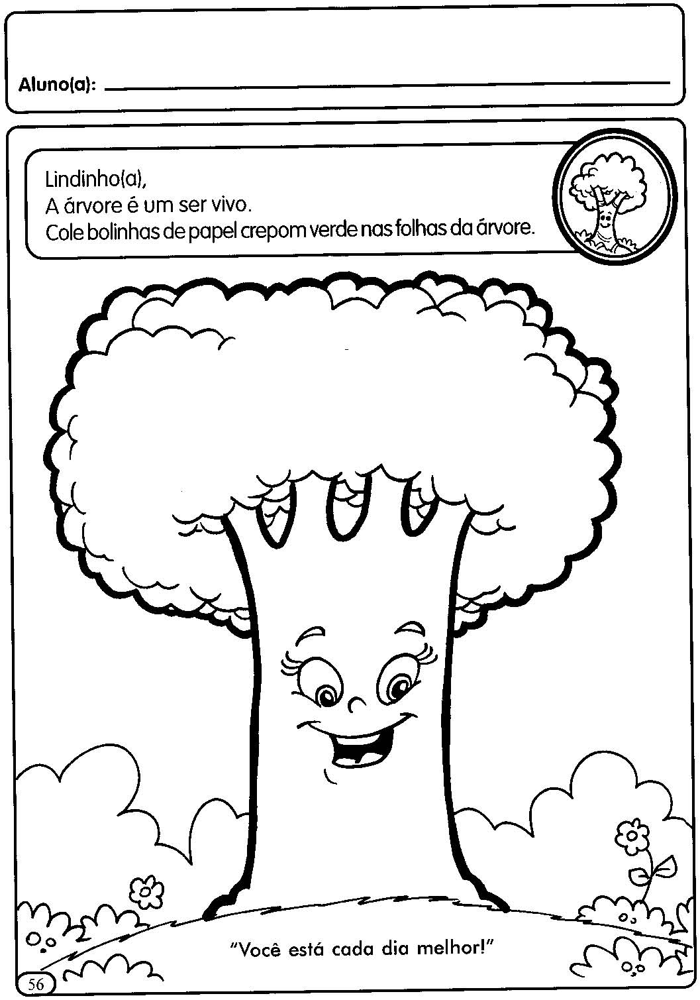 Aluno(a):
Lindinho(a),
A árvore é um ser vivo.
Cole bolinhas de papel crepom verde nas folhas da árvore.
“Você está cada dia melhor!”
56